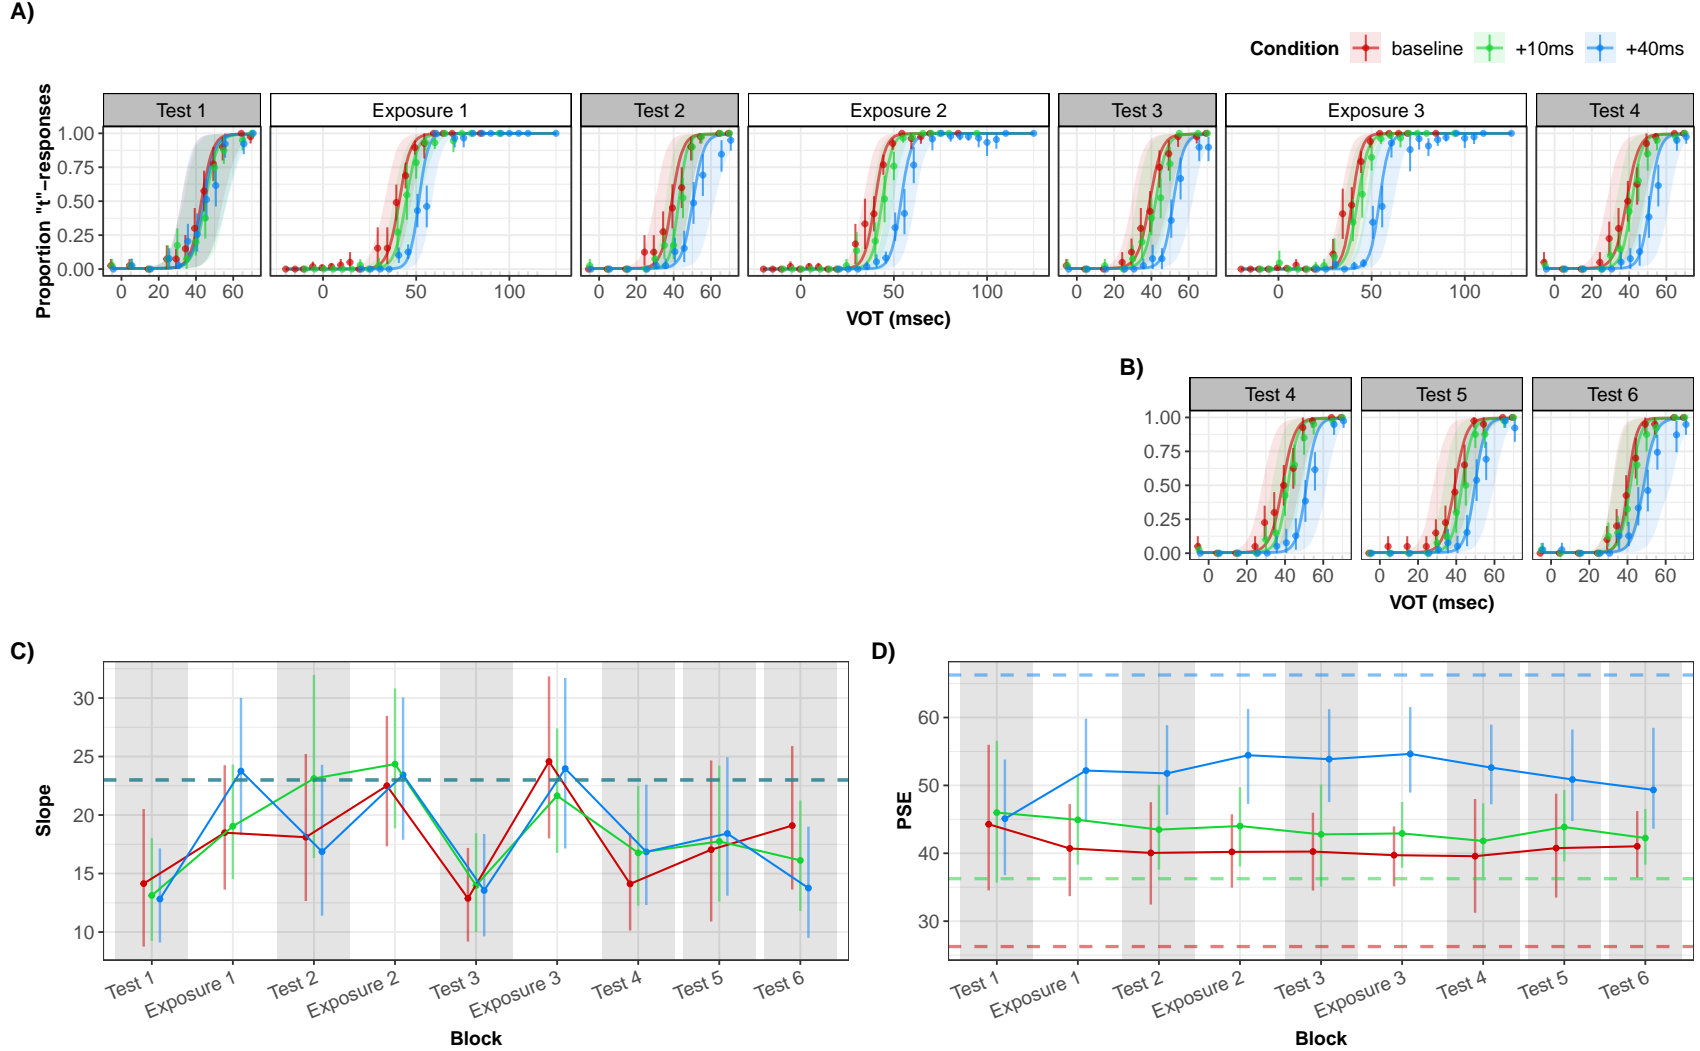 A)
Condition baseline +10ms +40ms
Test 1 Exposure 1 Test 2 Exposure 2 Test 3 Exposure 3 Test 4
Proportion "t"−responses
1.00
0.75
0.50
0.25
0.00
0 20 40 60 0 50 100 0 20 40 60 0 50 100 0 20 40 60 0 50 100 0 20 40 60
VOT (msec)
B)
Test 4 Test 5 Test 6
1.00
0.75
0.50
0.25
0.00
0 20 40 60 0 20 40 60 0 20 40 60
VOT (msec)
C)
Slope
30
25
20
15
10
Test 1 Exposure 1 Test 2 Exposure 2 Test 3 Exposure 3 Test 4 Test 5 Test 6
Block
D)
PSE
60
50
40
30
Test 1 Exposure 1 Test 2 Exposure 2 Test 3 Exposure 3 Test 4 Test 5 Test 6
Block